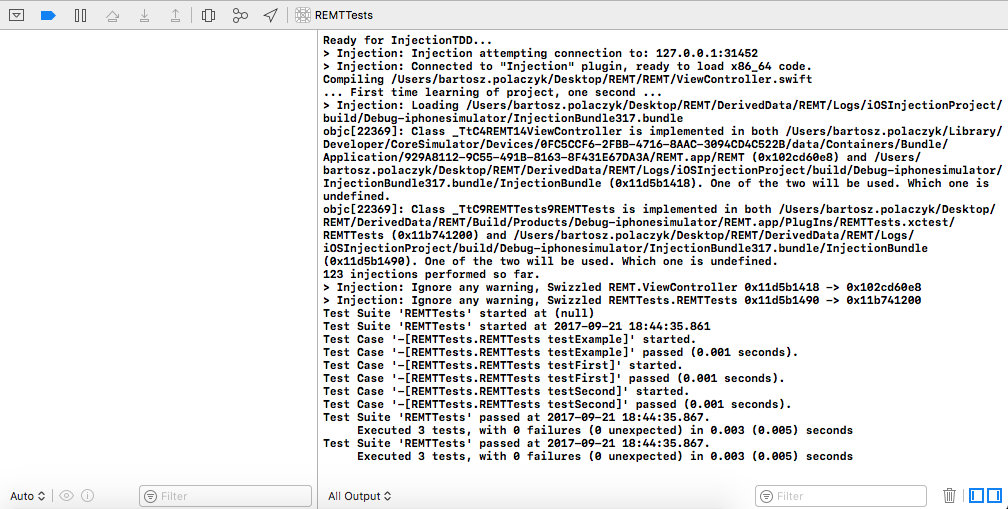 REMTTests
Ready for InjectionTDD...
> Injection: Injection attempting connection to: 127.0.0.1:31452
> Injection: Connected to "Injection" plugin, ready to load x86_64 code.
Compiling /Users/bartosz.polaczyk/Desktop/REMT/REMT/ViewController.swift
... First time learning of project, one second ...
> Injection: Loading /Users/bartosz.polaczyk/Desktop/REMT/DerivedData/REMT/Logs/iOSInjectionProject/
build/Debug-iphonesimulator/InjectionBundle317.bundle
objc[22369]: Class _TtC4REMT14ViewController is implemented in both /Users/bartosz.polaczyk/Library/
Developer/CoreSimulator/Devices/0FC5CCF6-2FBB-4716-8AAC-3094CD4C522B/data/Containers/Bundle/
Application/929A8112-9C55-491B-8163-8F431E67DA3A/REMT.app/REMT (0x102cd60e8) and /Users/
bartosz.polaczyk/Desktop/REMT/DerivedData/REMT/Logs/iOSInjectionProject/build/Debug-iphonesimulator/
InjectionBundle317.bundle/InjectionBundle (0x11d5b1418). One of the two will be used. Which one is
undefined.
objc[22369]: Class _TtC9REMTTests9REMTTests is implemented in both /Users/bartosz.polaczyk/Desktop/
REMT/DerivedData/REMT/Build/Products/Debug-iphonesimulator/REMT.app/PlugIns/REMTTests.xctest/
REMTTests (0x11b741200) and /Users/bartosz.polaczyk/Desktop/REMT/DerivedData/REMT/Logs/
iOSInjectionProject/build/Debug-iphonesimulator/InjectionBundle317.bundle/InjectionBundle
(0x11d5b1490). One of the two will be used. Which one is undefined.
123 injections performed so far.
> Injection: Ignore any warning, Swizzled REMT.ViewController 0x11d5b1418 -> 0x102cd60e8
> Injection: Ignore any warning, Swizzled REMTTests.REMTTests 0x11d5b1490 -> 0x11b741200
Test Suite 'REMTTests' started at (null)
Test Suite 'REMTTests' started at 2017-09-21 18:44:35.861
Test Case '-[REMTTests.REMTTests testExample]' started.
Test Case '-[REMTTests.REMTTests testExample]' passed (0.001 seconds).
Test Case '-[REMTTests.REMTTests testFirst]' started.
Test Case '-[REMTTests.REMTTests testFirst]' passed (0.001 seconds).
Test Case '-[REMTTests.REMTTests testSecond]' started.
Test Case '-[REMTTests.REMTTests testSecond]' passed (0.001 seconds).
Test Suite 'REMTTests' passed at 2017-09-21 18:44:35.867.
Executed 3 tests, with 0 failures (0 unexpected) in 0.003 (0.005) seconds
Test Suite 'REMTTests' passed at 2017-09-21 18:44:35.867.
Executed 3 tests, with 0 failures (0 unexpected) in 0.003 (0.005) seconds
Auto
Filter
All Output
Filter